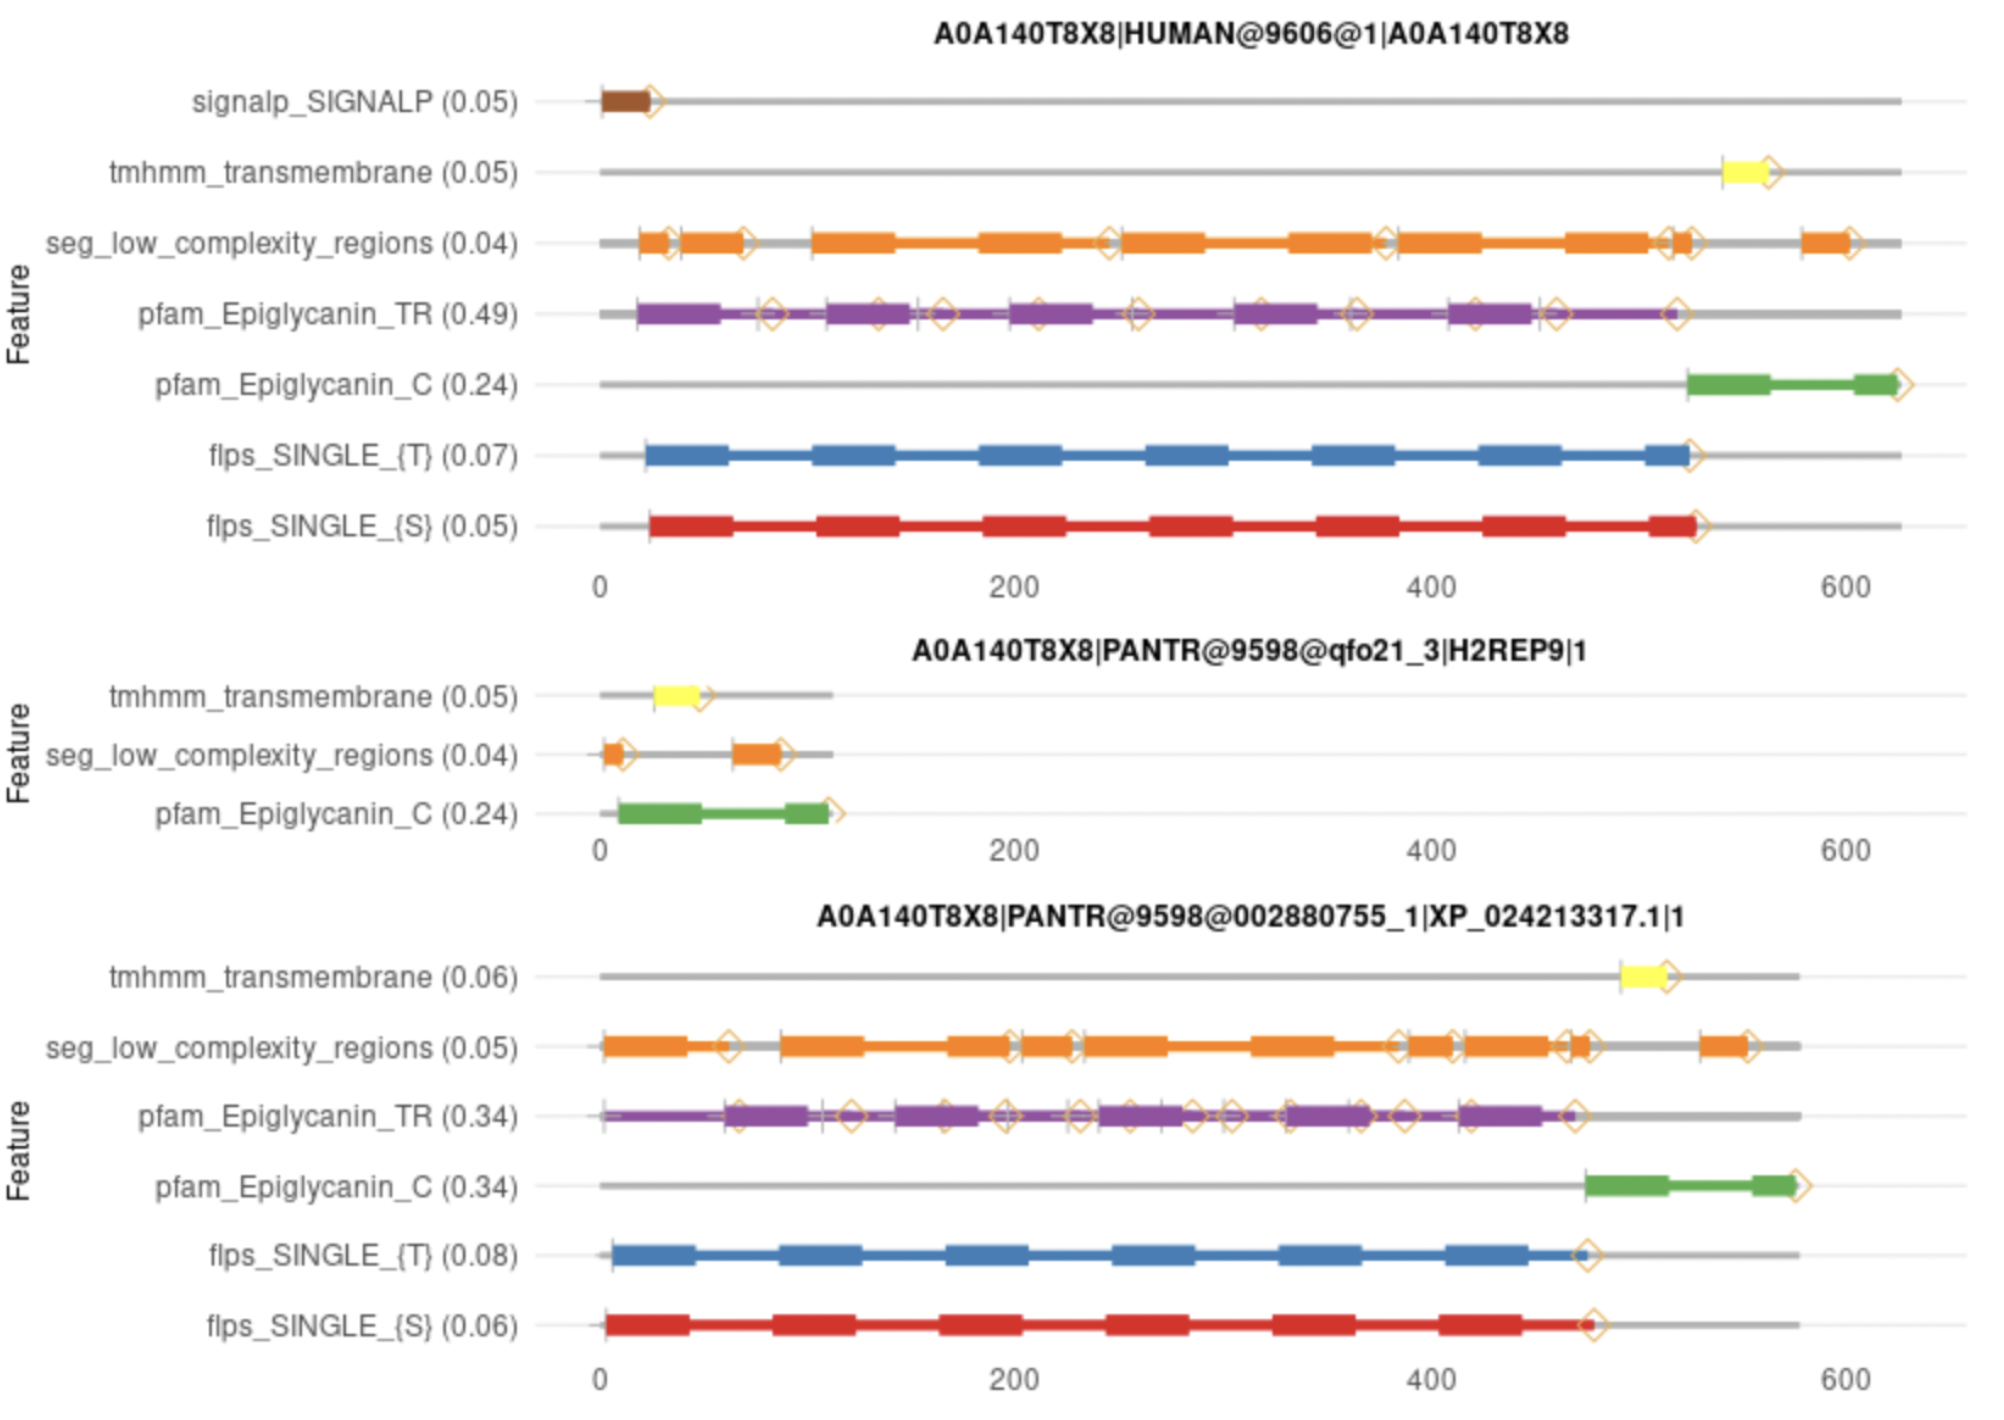 A0A140T8X8|HUMAN@9606@1|A0A140T8X8
Feature
signalp_SIGNALP (0.05)
tmhmm_transmembrane (0.05)
seg_low_complexity_regions (0.04)
pfam_Epiglycanin_TR (0.49)
pfam_Epiglycanin_C (0.24)
flps_SINGLE_{T} (0.07)
flps_SINGLE_{S} (0.05)
0 200 400 600
A0A140T8X8|PANTR@9598@qfo21_3|H2REP9|1
Feature
tmhmm_transmembrane (0.05)
seg_low_complexity_regions (0.04)
pfam_Epiglycanin_C (0.24)
0 200 400 600
A0A140T8X8|PANTR@9598@002880755_1|XP_024213317.1|1
Feature
tmhmm_transmembrane (0.06)
seg_low_complexity_regions (0.05)
pfam_Epiglycanin_TR (0.34)
pfam_Epiglycanin_C (0.34)
flps_SINGLE_{T} (0.08)
flps_SINGLE_{S} (0.06)
0 200 400 600